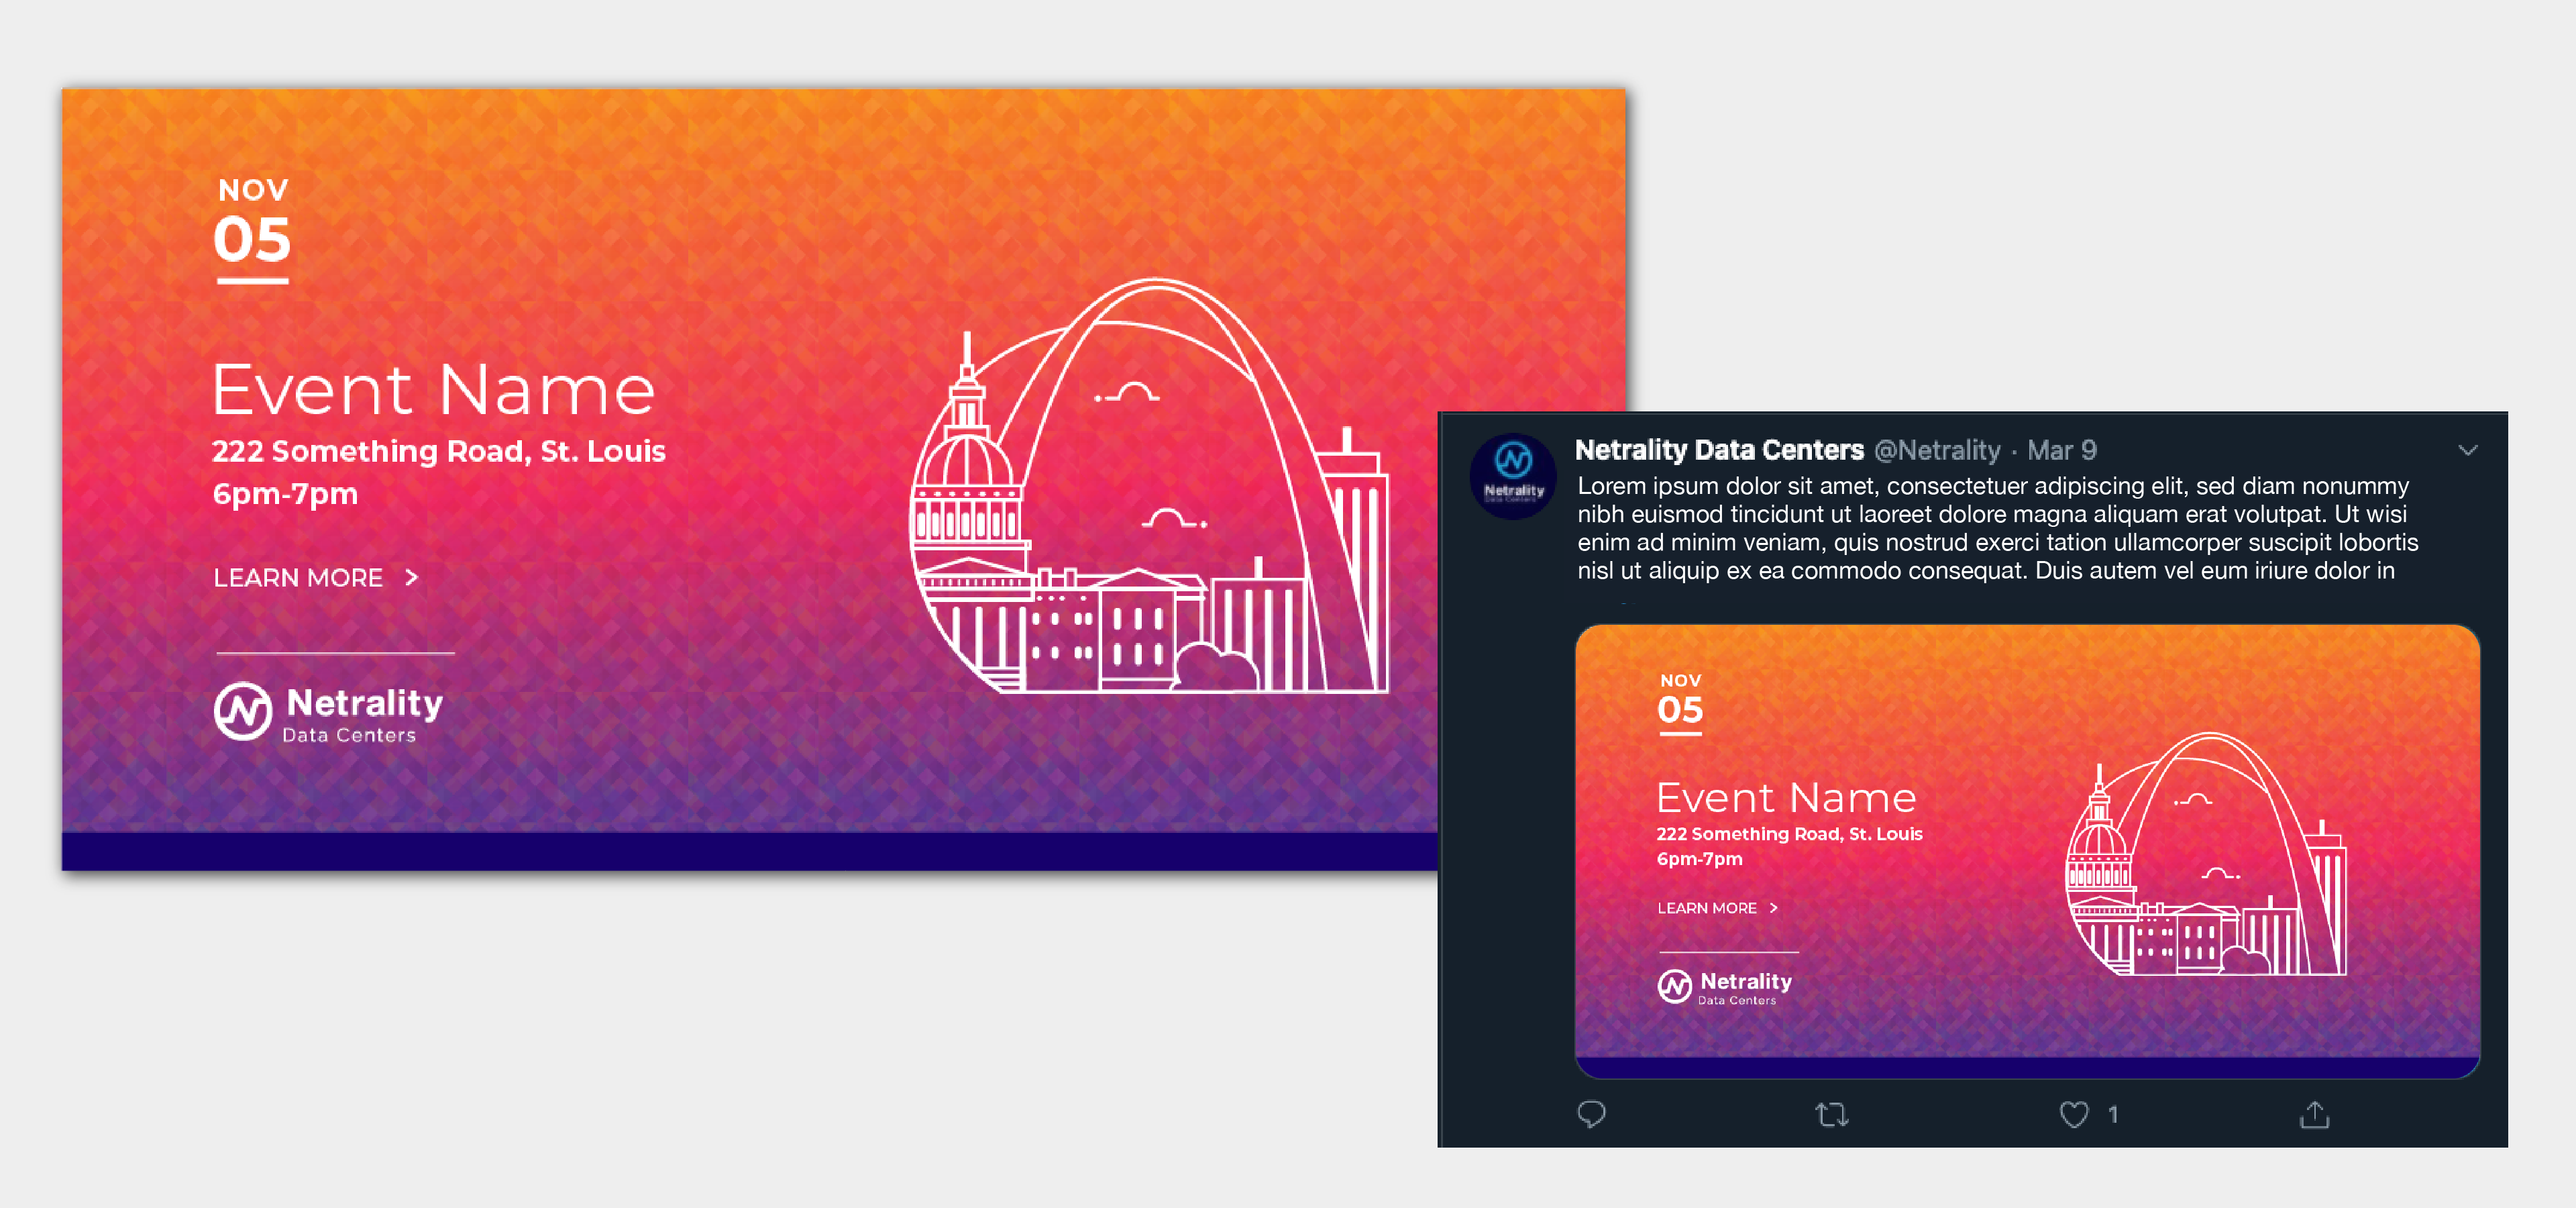 NOV
05
Event Name
222 Something Road, St. Louis
6pm-7pm
LEARN MORE >
Netrality
Data Centers
Netrality Data Centers @Netrality · Mar 9
Netrality
Data Centers
Lorem ipsum dolor sit amet, consectetuer adipiscing elit, sed diam nonummy
nibh euismod tincidunt ut laoreet dolore magna aliquam erat volutpat. Ut wisi
enim ad minim veniam, quis nostrud exerci tation ullamcorper suscipit lobortis
nisl ut aliquip ex ea commodo consequat. Duis autem vel eum iriure dolor in
NOV
05
Event Name
222 Something Road, St. Louis
6pm-7pm
LEARN MORE >
Netrality
Data Centers
1